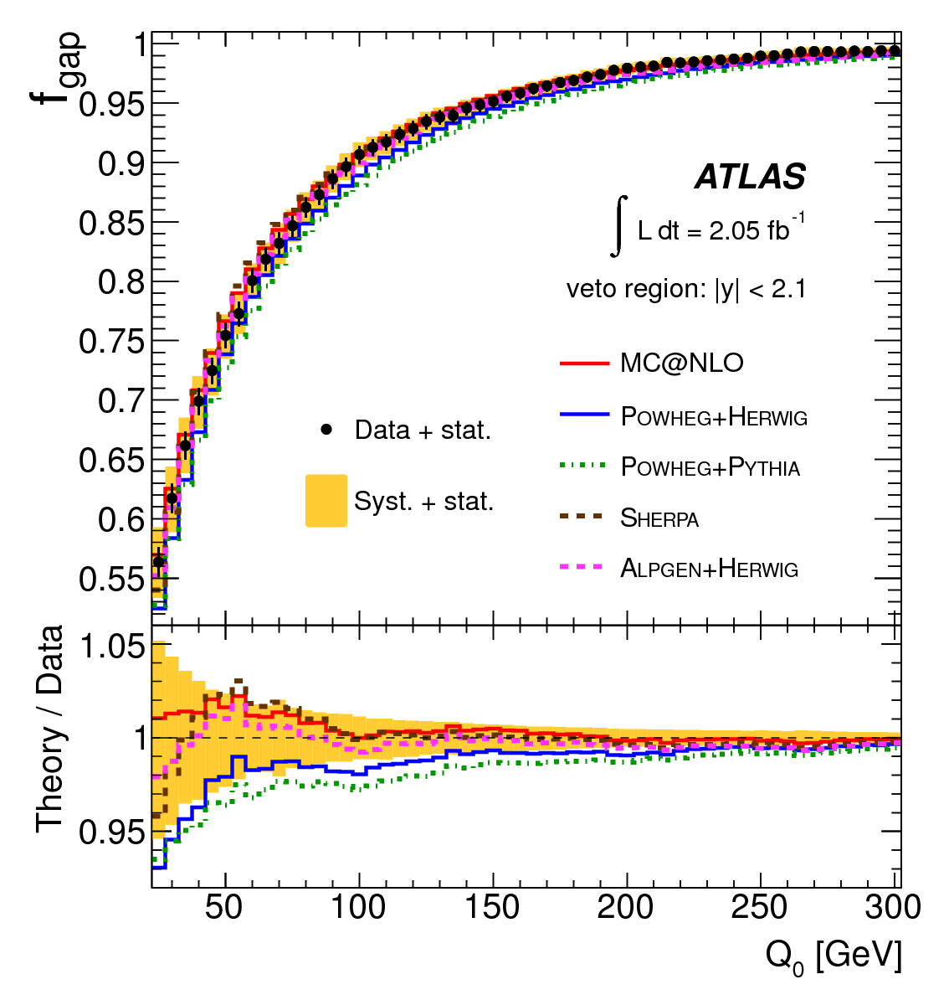 f_gap
1
0.95
0.9
0.85
0.8
0.75
0.7
0.65
0.6
0.55
ATLAS
∫ L dt = 2.05 fb⁻¹
veto region: |y| < 2.1
MC@NLO
POWHEG+HERWIG
POWHEG+PYTHIA
SHERPA
ALPGEN+HERWIG
Data + stat.
Syst. + stat.
Theory / Data
1.05
1
0.95
50 100 150 200 250 300
Q₀ [GeV]